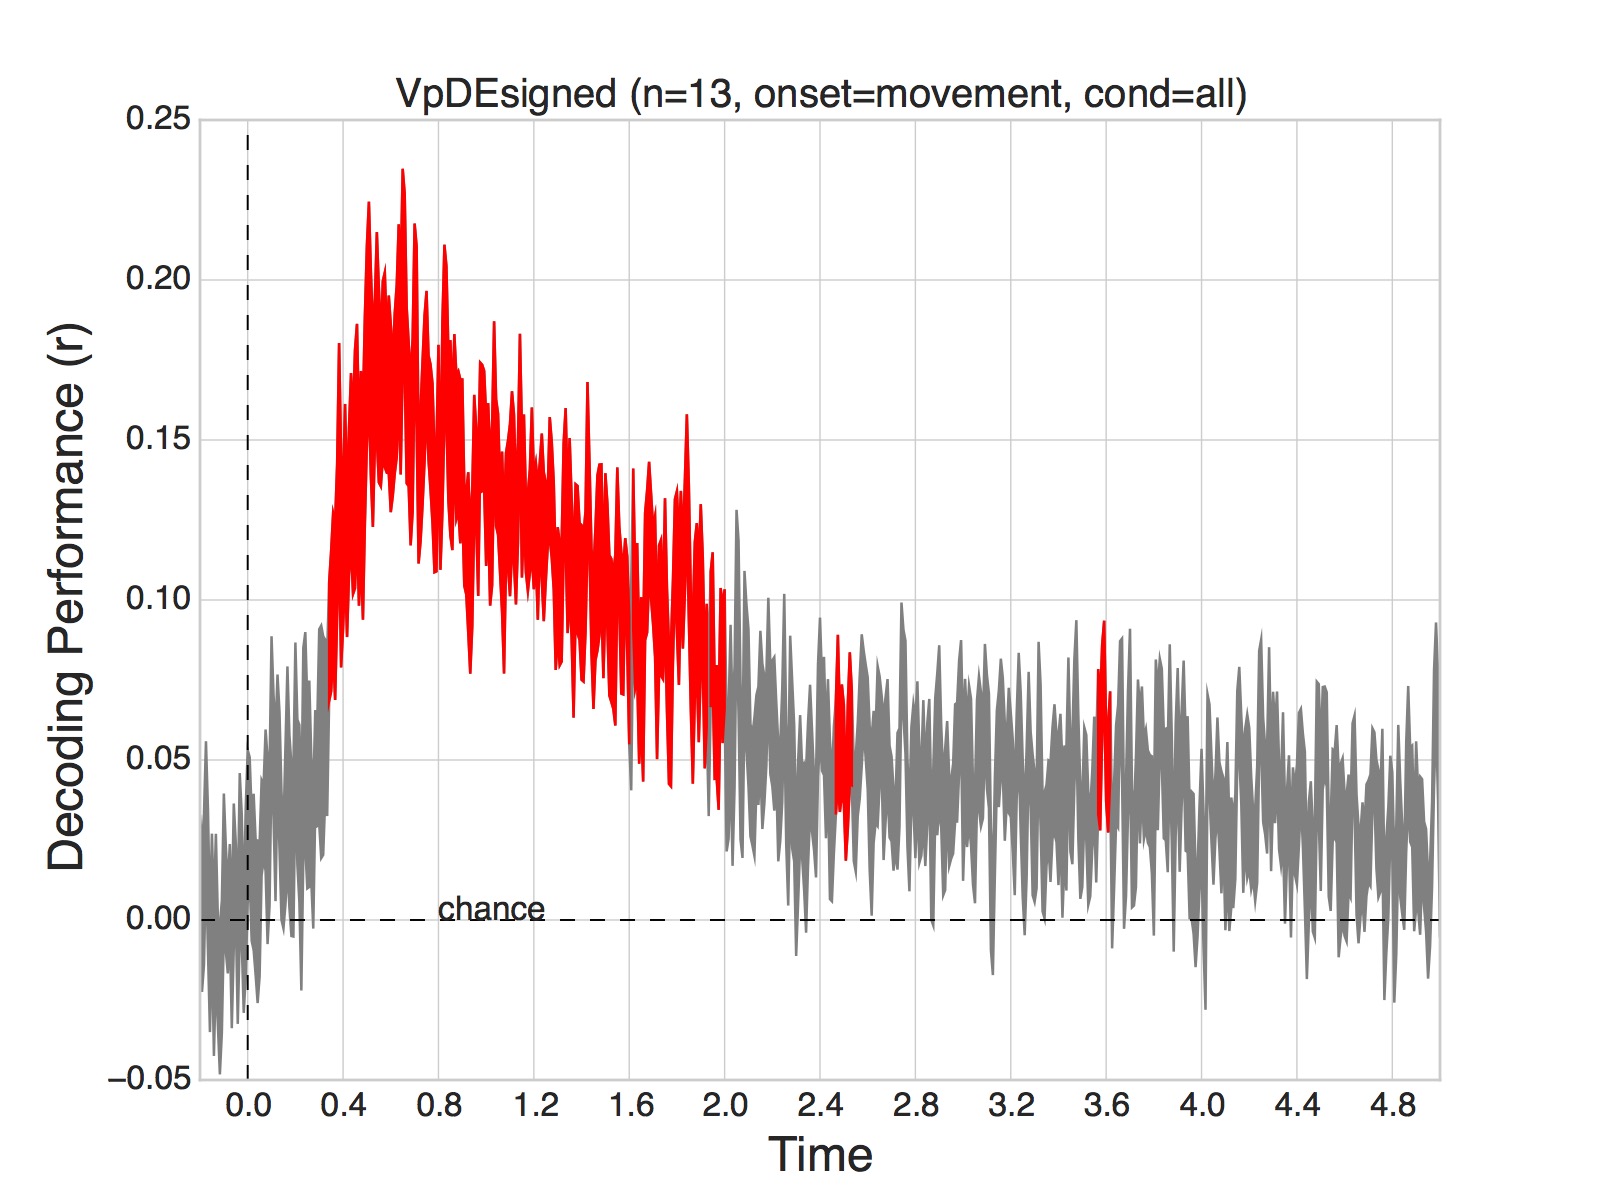 VpDEsigned (n=13, onset=movement, cond=all)
Decoding Performance (r)
0.25
0.20
0.15
0.10
0.05
0.00
−0.05
chance
0.0 0.4 0.8 1.2 1.6 2.0 2.4 2.8 3.2 3.6 4.0 4.4 4.8
Time